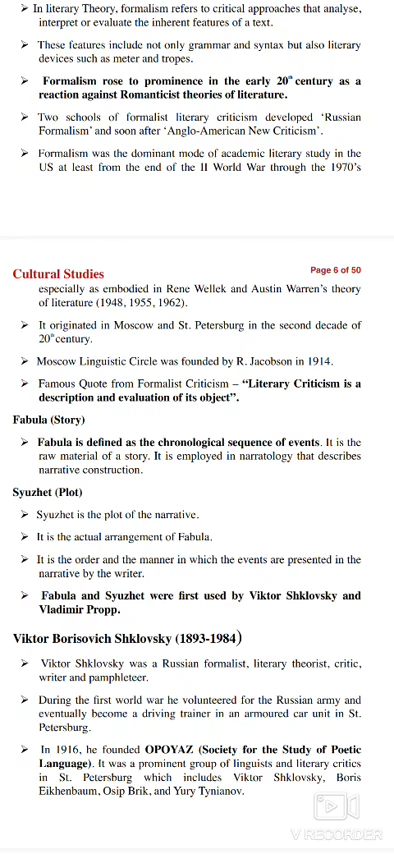 ➢ In literary Theory, formalism refers to critical approaches that analyse,
interpret or evaluate the inherent features of a text.
➢ These features include not only grammar and syntax but also literary
devices such as meter and tropes.
➢ Formalism rose to prominence in the early 20th century as a
reaction against Romanticist theories of literature.
➢ Two schools of formalist literary criticism developed ‘Russian
Formalism’ and soon after ‘Anglo-American New Criticism’.
➢ Formalism was the dominant mode of academic literary study in the
US at least from the end of the II World War through the 1970’s
Cultural Studies Page 6 of 50
especially as embodied in Rene Wellek and Austin Warren’s theory
of literature (1948, 1955, 1962).
➢ It originated in Moscow and St. Petersburg in the second decade of
20th century.
➢ Moscow Linguistic Circle was founded by R. Jacobson in 1914.
➢ Famous Quote from Formalist Criticism – “Literary Criticism is a
description and evaluation of its object”.
Fabula (Story)
➢ Fabula is defined as the chronological sequence of events. It is the
raw material of a story. It is employed in narratology that describes
narrative construction.
Syuzhet (Plot)
➢ Syuzhet is the plot of the narrative.
➢ It is the actual arrangement of Fabula.
➢ It is the order and the manner in which the events are presented in the
narrative by the writer.
➢ Fabula and Syuzhet were first used by Viktor Shklovsky and
Vladimir Propp.
Viktor Borisovich Shklovsky (1893-1984)
➢ Viktor Shklovsky was a Russian formalist, literary theorist, critic,
writer and pamphleteer.
➢ During the first world war he volunteered for the Russian army and
eventually become a driving trainer in an armoured car unit in St.
Petersburg.
➢ In 1916, he founded OPOYAZ (Society for the Study of Poetic
Language). It was a prominent group of linguists and literary critics
in St. Petersburg which includes Viktor Shklovsky, Boris
Eikhenbaum, Osip Brik, and Yury Tynianov.
V RECORDER